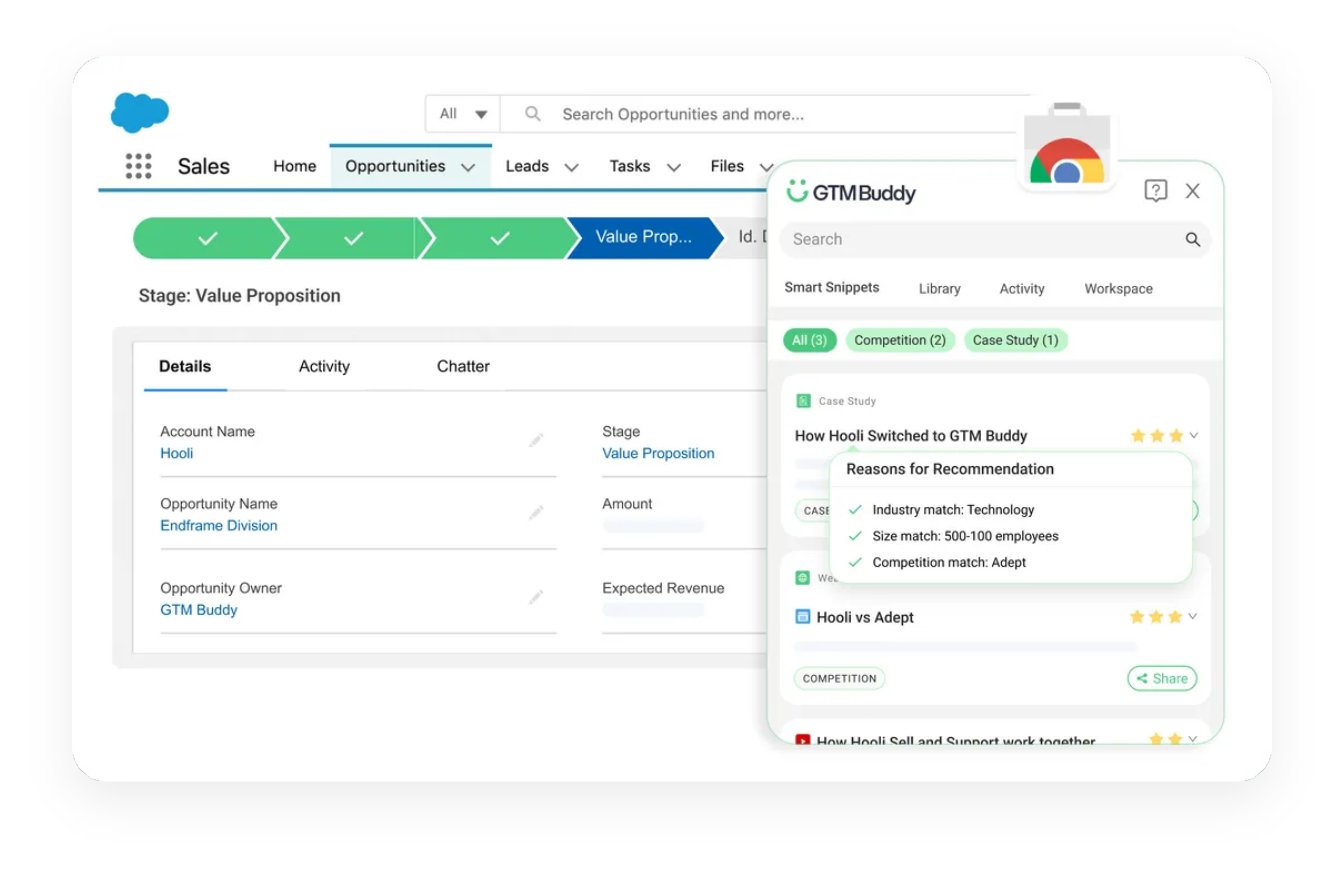 All
Search Opportunities and more...
Sales
Home
Opportunities
Leads
Tasks
Files
Value Prop...
Id.
Stage: Value Proposition
Details
Activity
Chatter
Account Name
Hooli
Stage
Value Proposition
Opportunity Name
Endframe Division
Amount
Opportunity Owner
GTM Buddy
Expected Revenue
GTMBuddy
?
Search
Smart Snippets
Library
Activity
Workspace
All (3)
Competition (2)
Case Study (1)
Case Study
How Hooli Switched to GTM Buddy
Reasons for Recommendation
CASE
Industry match: Technology
Size match: 500-100 employees
Competition match: Adept
Hooli vs Adept
COMPETITION
Share
How Hooli Sell and Support work together